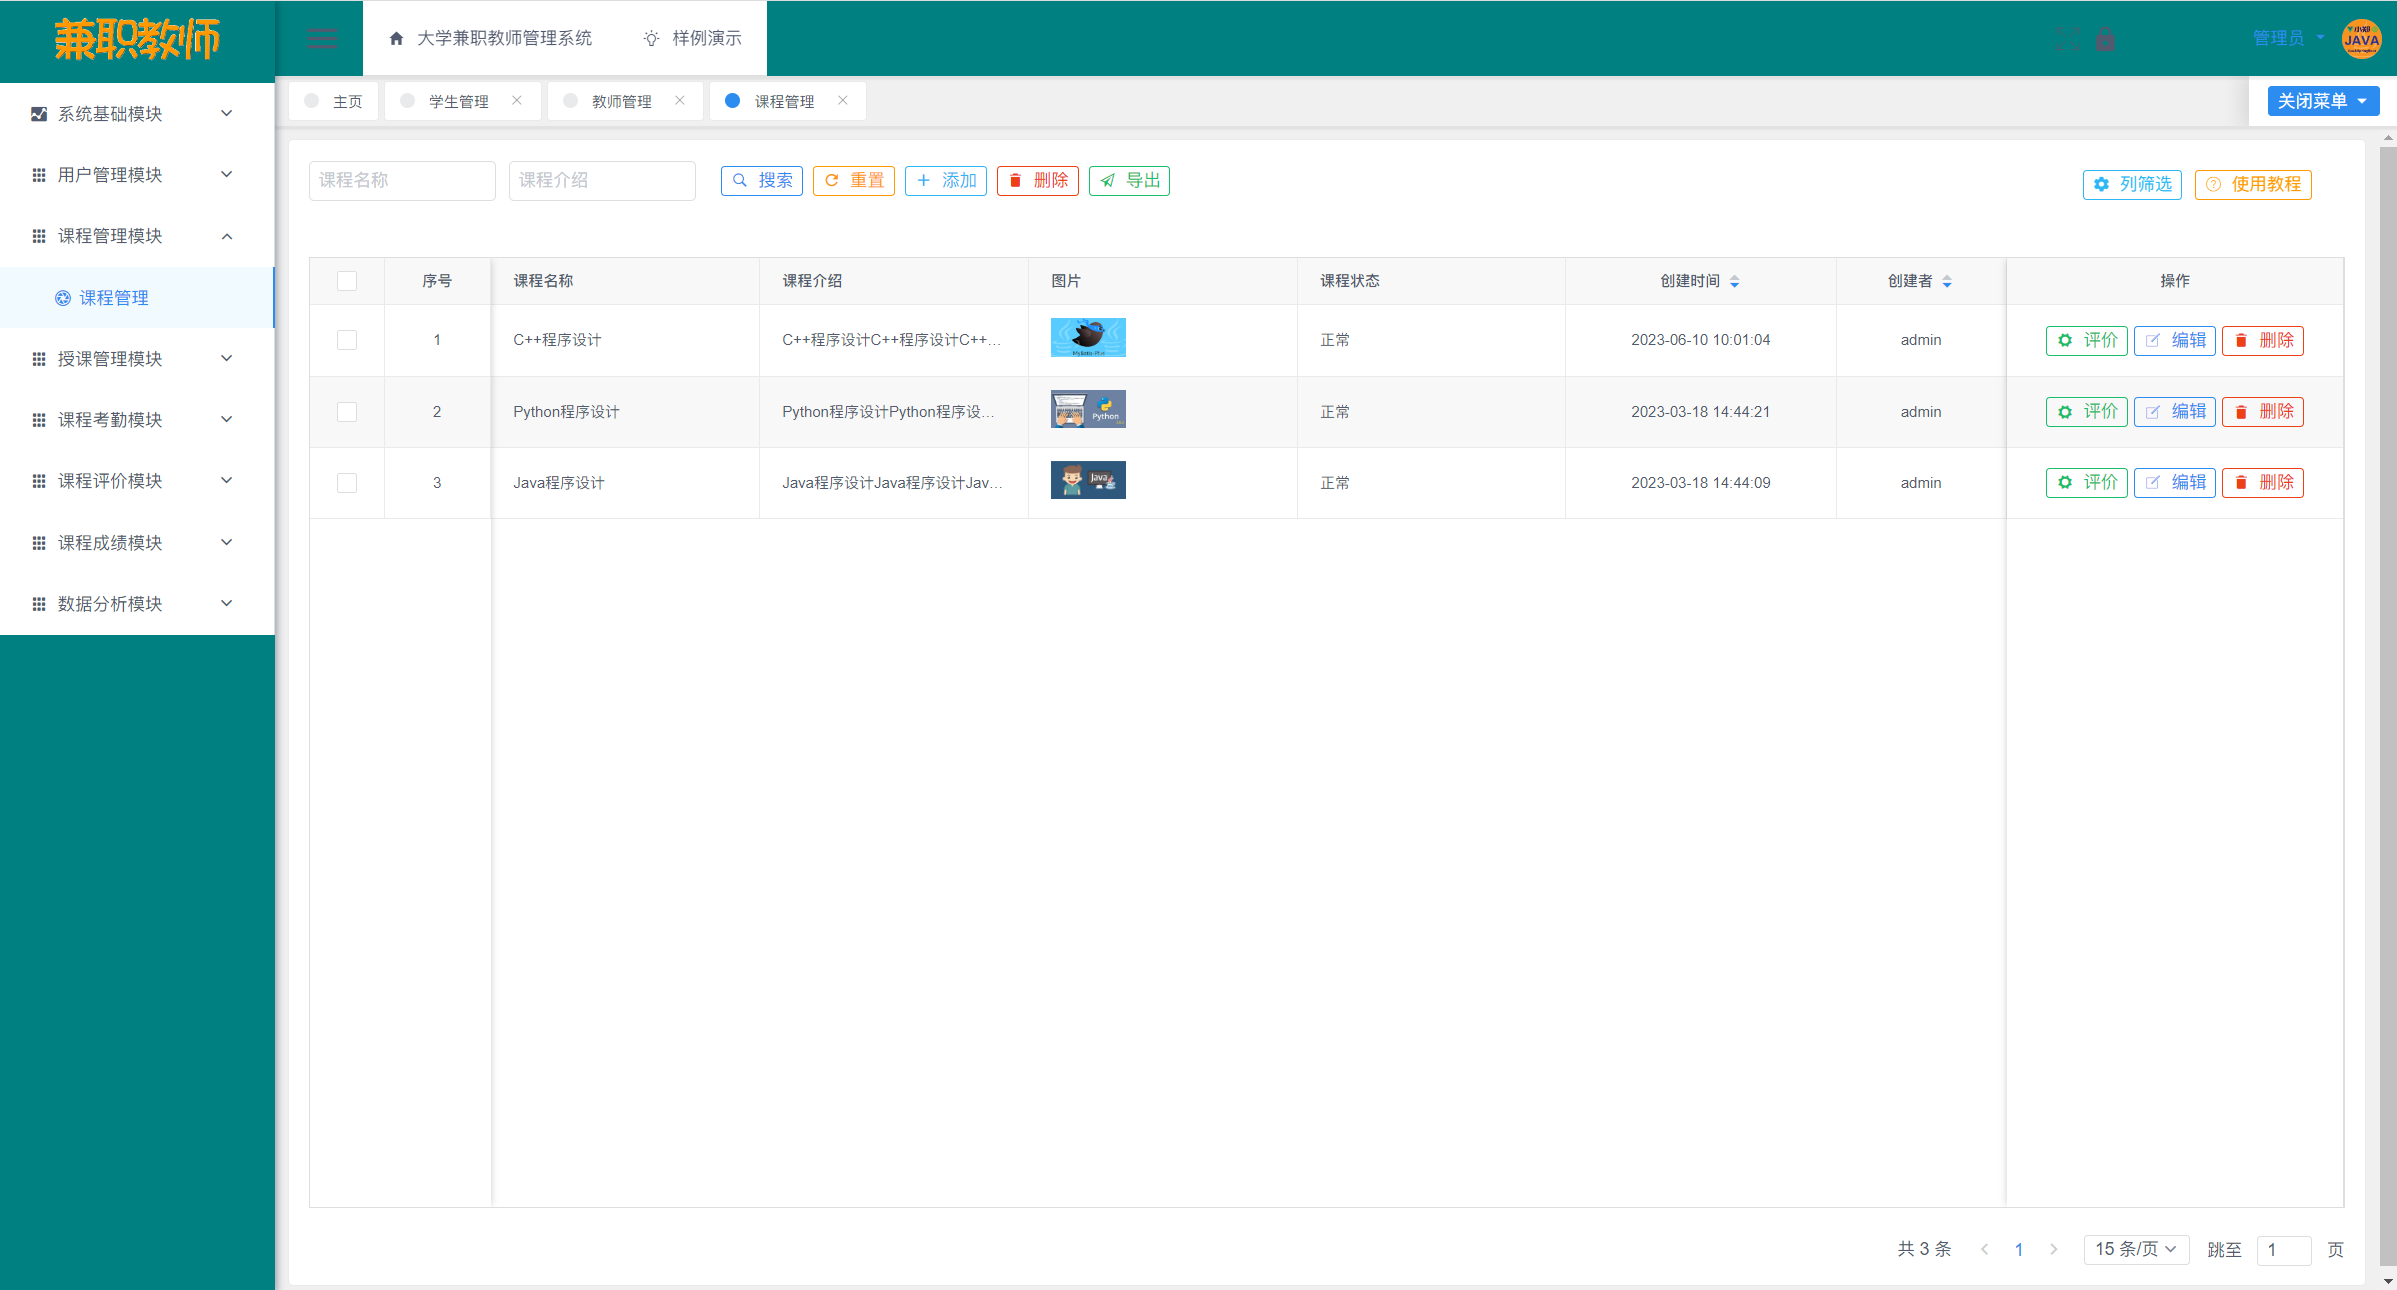 兼职教师
大学兼职教师管理系统
样例演示
管理员
小郑
JAVA
主页
学生管理
教师管理
课程管理
关闭菜单
系统基础模块
用户管理模块
课程管理模块
课程管理
授课管理模块
课程考勤模块
课程评价模块
课程成绩模块
数据分析模块
课程名称
课程介绍
搜索
重置
添加
删除
导出
列筛选
使用教程
序号 课程名称 课程介绍 图片 课程状态 创建时间 创建者 操作
1 C++程序设计 C++程序设计C++程序设计C++... 正常 2023-06-10 10:01:04 admin 评价 编辑 删除
2 Python程序设计 Python程序设计Python程序设... Python 正常 2023-03-18 14:44:21 admin 评价 编辑 删除
3 Java程序设计 Java程序设计Java程序设计Jav... Java 正常 2023-03-18 14:44:09 admin 评价 编辑 删除
共 3 条 1 15 条/页 跳至 1 页